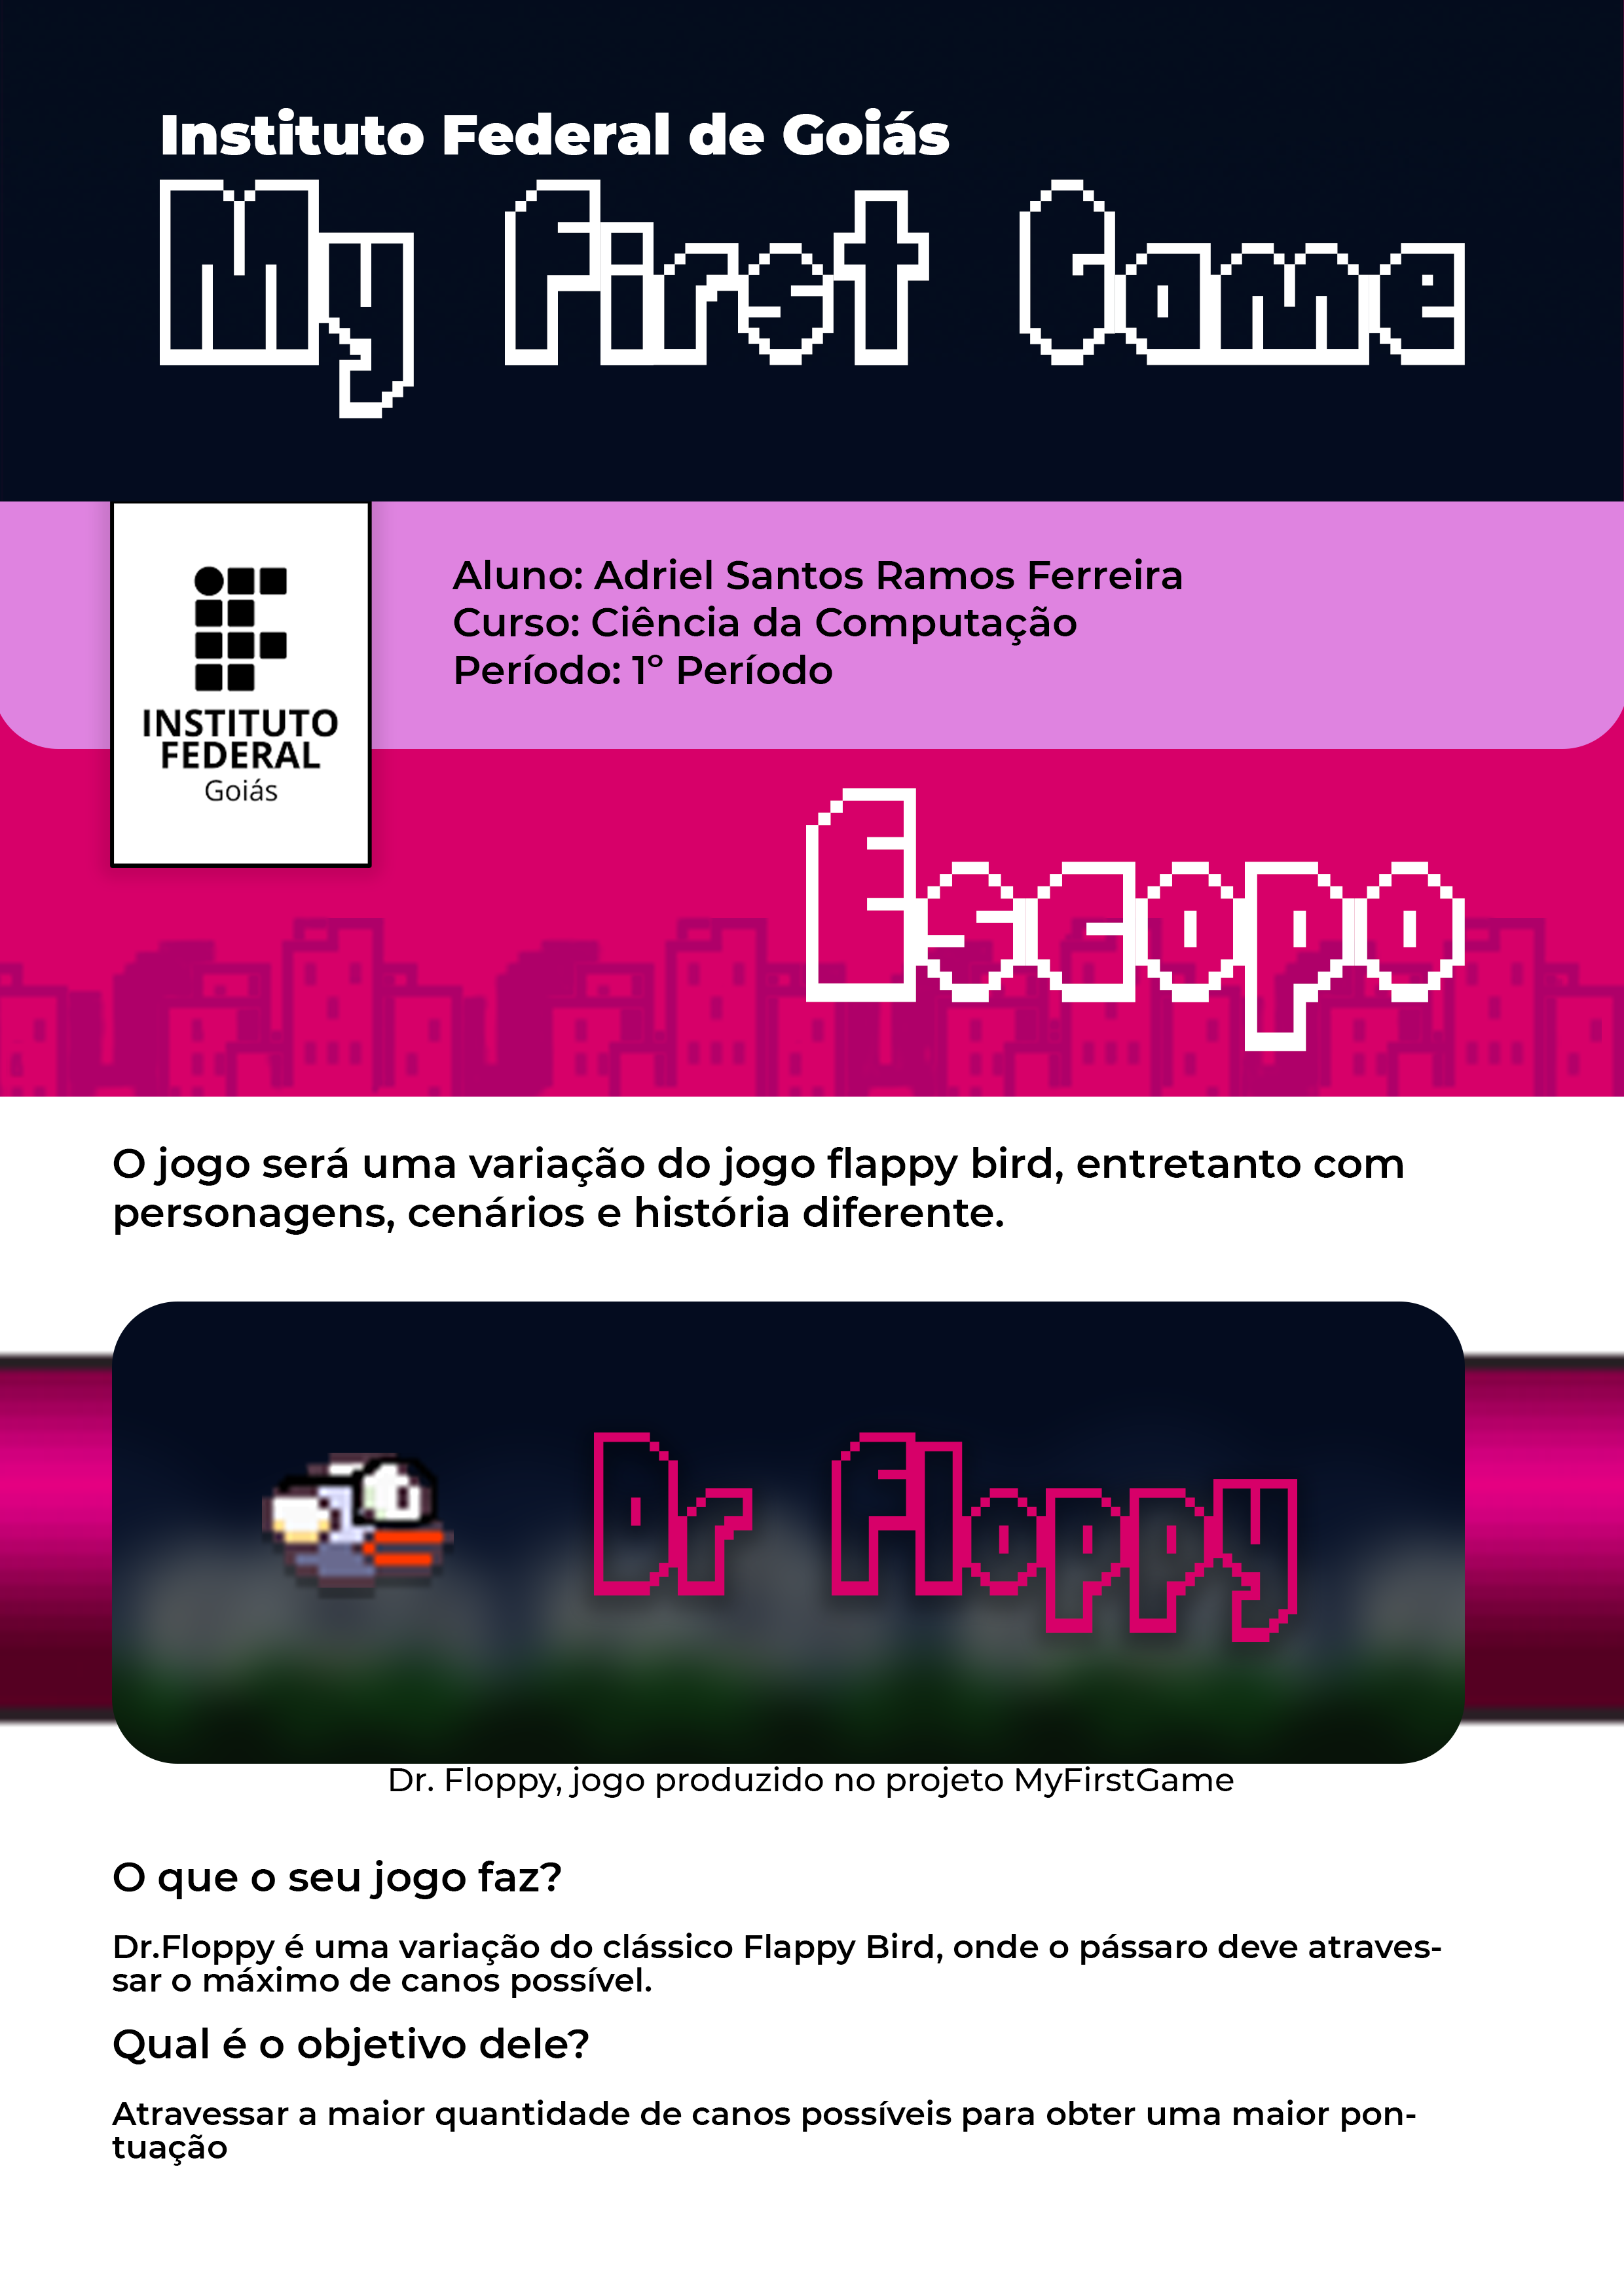 Instituto Federal de Goiás
My First Game
INSTITUTO
FEDERAL
Goiás
Aluno: Adriel Santos Ramos Ferreira
Curso: Ciência da Computação
Período: 1º Período
Escopo
O jogo será uma variação do jogo flappy bird, entretanto com
personagens, cenários e história diferente.
Dr Floppy
Dr. Floppy, jogo produzido no projeto MyFirstGame
O que o seu jogo faz?
Dr.Floppy é uma variação do clássico Flappy Bird, onde o pássaro deve atraves-
sar o máximo de canos possível.
Qual é o objetivo dele?
Atravessar a maior quantidade de canos possíveis para obter uma maior pon-
tuação